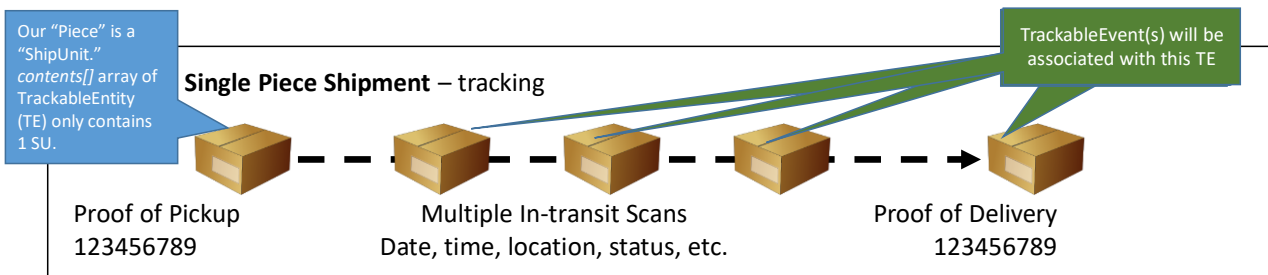 Our “Piece” is a
“ShipUnit.”
contents[] array of
TrackableEntity
(TE) only contains
1 SU.
TrackableEvent(s) will be
associated with this TE
Single Piece Shipment – tracking
Proof of Pickup
123456789
Multiple In-transit Scans
Date, time, location, status, etc.
Proof of Delivery
123456789